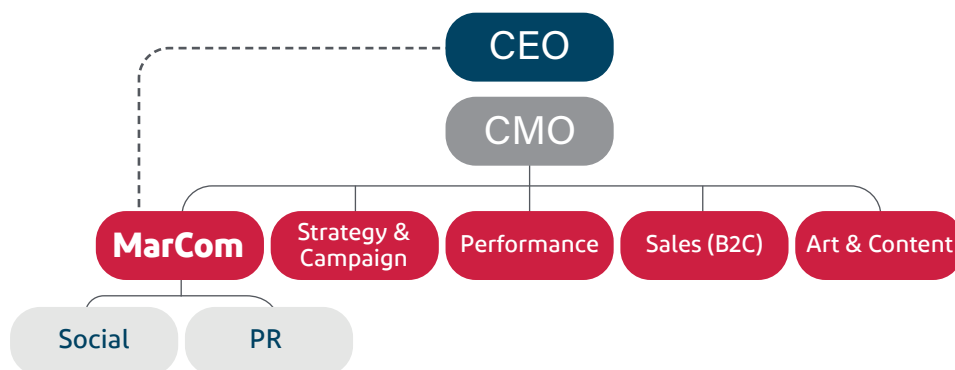 CEO
CMO
MarCom
Strategy &
Campaign
Performance
Sales (B2C)
Art & Content
Social
PR